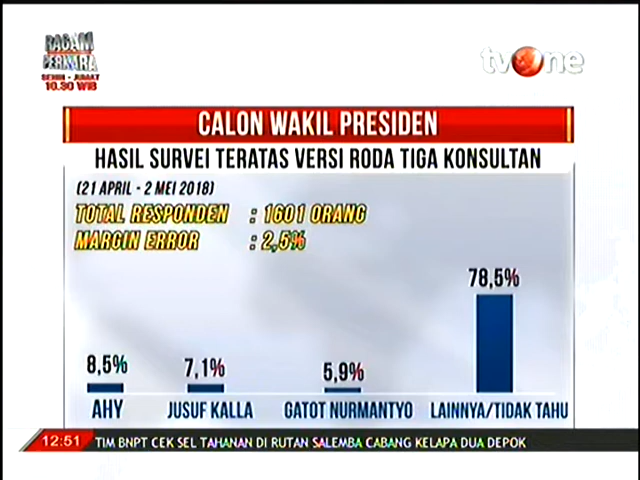 RAGAM
PERKARA
SENIN - JUMAT
10.30 WIB
tvOne
CALON WAKIL PRESIDEN
HASIL SURVEI TERATAS VERSI RODA TIGA KONSULTAN
(21 APRIL - 2 MEI 2018)
TOTAL RESPONDEN : 1601 ORANG
MARGIN ERROR : 2,5%
8,5% 7,1% 5,9% 78,5%
AHY JUSUF KALLA GATOT NURMANTYO LAINNYA/TIDAK TAHU
12:51 TIM BNPT CEK SEL TAHANAN DI RUTAN SALEMBA CABANG KELAPA DUA DEPOK